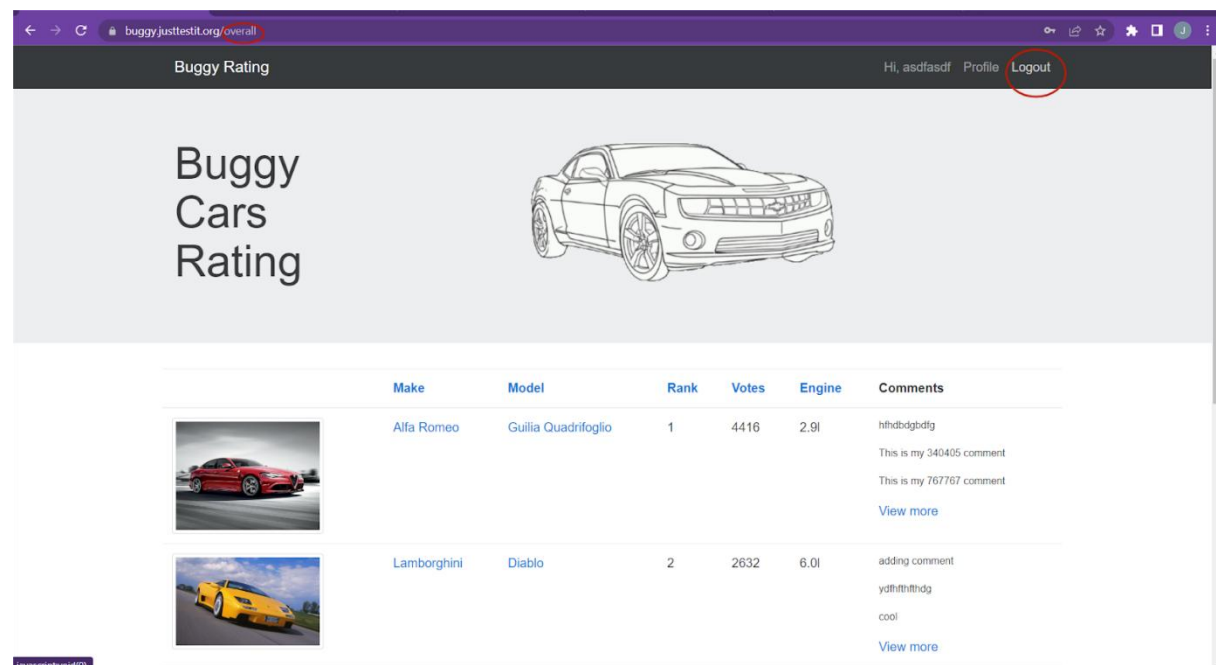 buggy.justtestit.org/overall
J
Buggy Rating
Hi, asdfasdf Profile Logout
Buggy
Cars
Rating
Make Model Rank Votes Engine Comments
Alfa Romeo Guilia Quadrifoglio 1 4416 2.9l hfhdbdgbdfg
This is my 340405 comment
This is my 767767 comment
View more
Lamborghini Diablo 2 2632 6.0l adding comment
ydfhfthfthdg
cool
View more